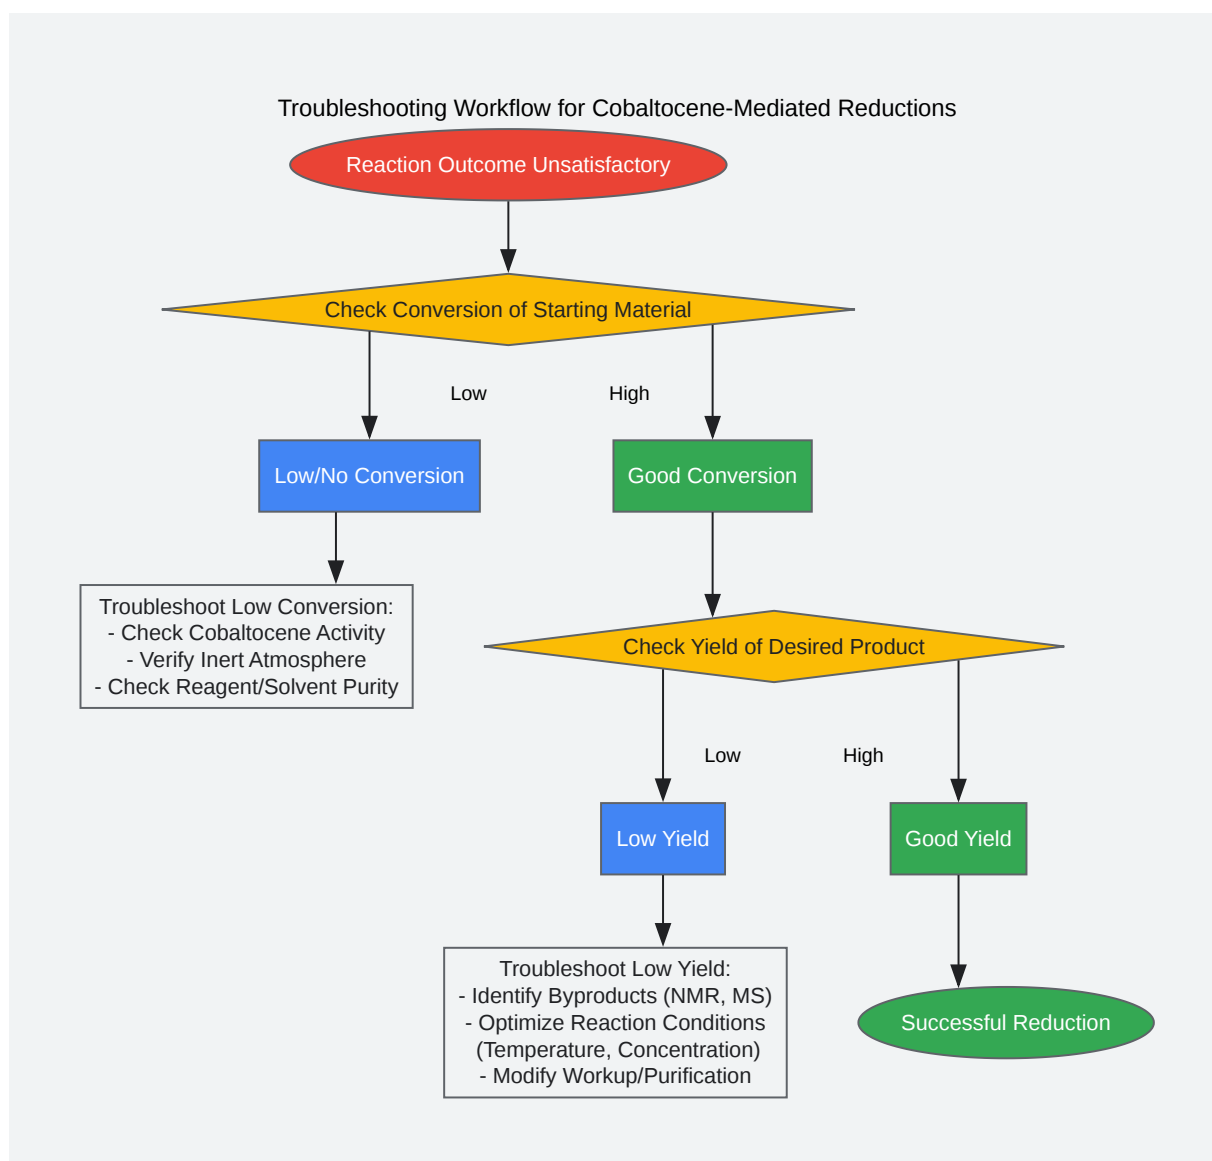 Troubleshooting Workflow for Cobaltocene-Mediated Reductions
Reaction Outcome Unsatisfactory
Check Conversion of Starting Material
Low
High
Low/No Conversion
Good Conversion
Troubleshoot Low Conversion:
- Check Cobaltocene Activity
- Verify Inert Atmosphere
- Check Reagent/Solvent Purity
Check Yield of Desired Product
Low
High
Low Yield
Good Yield
Troubleshoot Low Yield:
- Identify Byproducts (NMR, MS)
- Optimize Reaction Conditions
(Temperature, Concentration)
- Modify Workup/Purification
Successful Reduction